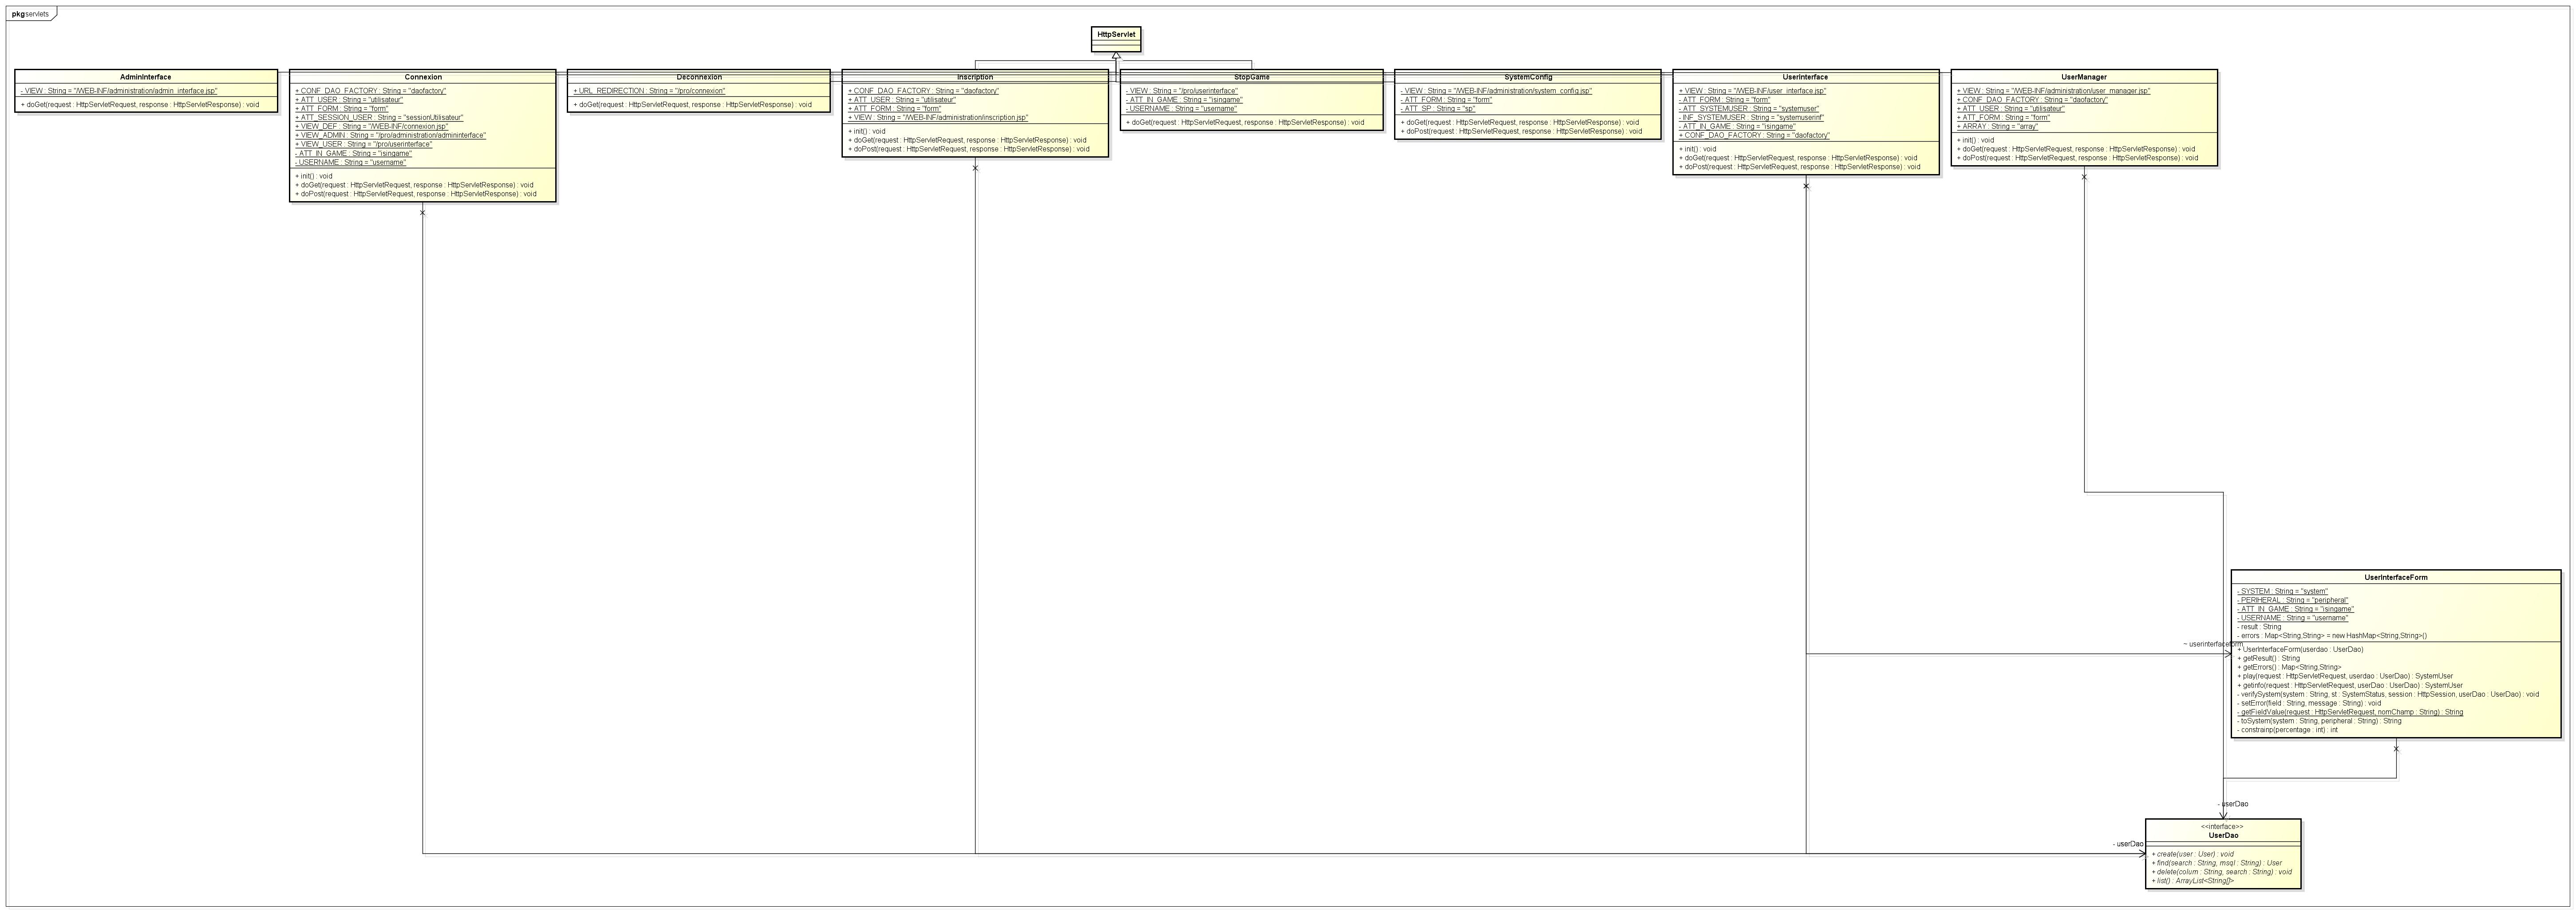 pkg servlets
HttpServlet
AdminInterface
- VIEW : String = "/WEB-INF/administration/admin_interface.jsp"
+ doGet(request : HttpServletRequest, response : HttpServletResponse) : void
Connexion
+ CONF_DAO_FACTORY : String = "daofactory"
+ ATT_USER : String = "utilisateur"
+ ATT_FORM : String = "form"
+ ATT_SESSION_USER : String = "sessionUtilisateur"
+ VIEW_DEF : String = "/WEB-INF/connexion.jsp"
+ VIEW_ADMIN : String = "/pro/administration/admininterface"
+ VIEW_USER : String = "/pro/userinterface"
- ATT_IN_GAME : String = "isingame"
- USERNAME : String = "username"
+ init() : void
+ doGet(request : HttpServletRequest, response : HttpServletResponse) : void
+ doPost(request : HttpServletRequest, response : HttpServletResponse) : void
Deconnexion
+ URL_REDIRECTION : String = "/pro/connexion"
+ doGet(request : HttpServletRequest, response : HttpServletResponse) : void
Inscription
+ CONF_DAO_FACTORY : String = "daofactory"
+ ATT_USER : String = "utilisateur"
+ ATT_FORM : String = "form"
+ VIEW : String = "/WEB-INF/administration/inscription.jsp"
+ init() : void
+ doGet(request : HttpServletRequest, response : HttpServletResponse) : void
+ doPost(request : HttpServletRequest, response : HttpServletResponse) : void
StopGame
- VIEW : String = "/pro/userinterface"
- ATT_IN_GAME : String = "isingame"
- USERNAME : String = "username"
+ doGet(request : HttpServletRequest, response : HttpServletResponse) : void
SystemConfig
- VIEW : String = "/WEB-INF/administration/system_config.jsp"
- ATT_FORM : String = "form"
- ATT_SP : String = "sp"
+ doGet(request : HttpServletRequest, response : HttpServletResponse) : void
+ doPost(request : HttpServletRequest, response : HttpServletResponse) : void
UserInterface
+ VIEW : String = "/WEB-INF/user_interface.jsp"
- ATT_FORM : String = "form"
- ATT_SYSTEMUSER : String = "systemuser"
- INF_SYSTEMUSER : String = "systemuserinf"
- ATT_IN_GAME : String = "isingame"
+ CONF_DAO_FACTORY : String = "daofactory"
+ init() : void
+ doGet(request : HttpServletRequest, response : HttpServletResponse) : void
+ doPost(request : HttpServletRequest, response : HttpServletResponse) : void
UserManager
+ VIEW : String = "/WEB-INF/administration/user_manager.jsp"
+ CONF_DAO_FACTORY : String = "daofactory"
+ ATT_USER : String = "utilisateur"
+ ATT_FORM : String = "form"
+ ARRAY : String = "array"
+ init() : void
+ doGet(request : HttpServletRequest, response : HttpServletResponse) : void
+ doPost(request : HttpServletRequest, response : HttpServletResponse) : void
UserInterfaceForm
- SYSTEM : String = "system"
- PERIHERAL : String = "peripheral"
- ATT_IN_GAME : String = "isingame"
- USERNAME : String = "username"
- result : String
- errors : Map<String,String> = new HashMap<String,String>()
~ userinterfaceform
+ UserInterfaceForm(userdao : UserDao)
+ getResult() : String
+ getErrors() : Map<String,String>
+ play(request : HttpServletRequest, userdao : UserDao) : SystemUser
+ getinfo(request : HttpServletRequest, userDao : UserDao) : SystemUser
- verifySystem(system : String, st : SystemStatus, session : HttpSession, userDao : UserDao) : void
- setError(field : String, message : String) : void
- getFieldValue(request : HttpServletRequest, nomChamp : String) : String
- toSystem(system : String, peripheral : String) : String
- constrainp(percentage : int) : int
- userDao
- userDao
<<interface>>
UserDao
+ create(user : User) : void
+ find(search : String, msql : String) : User
+ delete(colum : String, search : String) : void
+ list() : ArrayList<String[]>